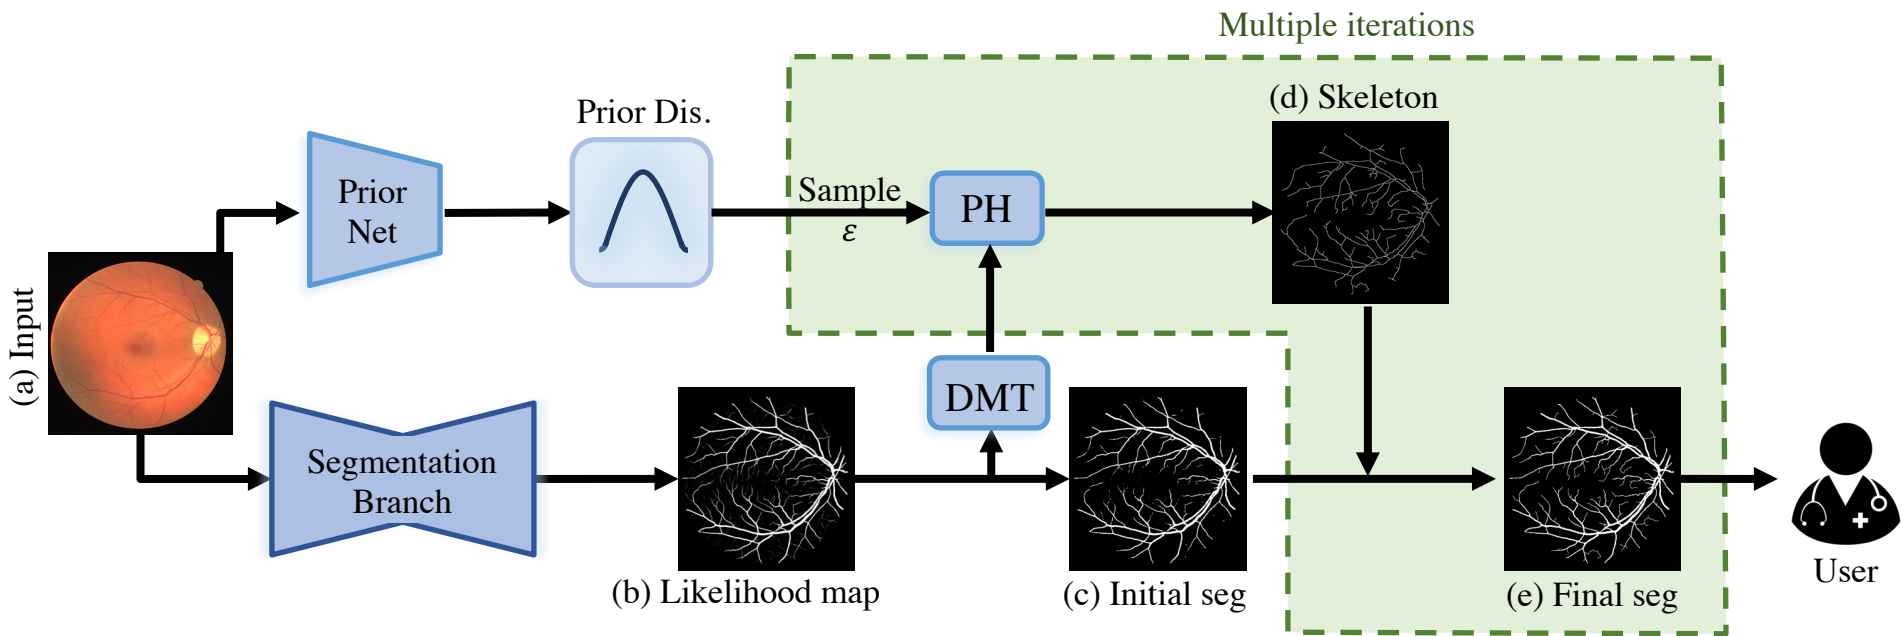 Multiple iterations
(d) Skeleton
Prior Dis.
Prior
Net
Sample
ε
PH
(a) Input
DMT
Segmentation
Branch
(b) Likelihood map
(c) Initial seg
(e) Final seg
User